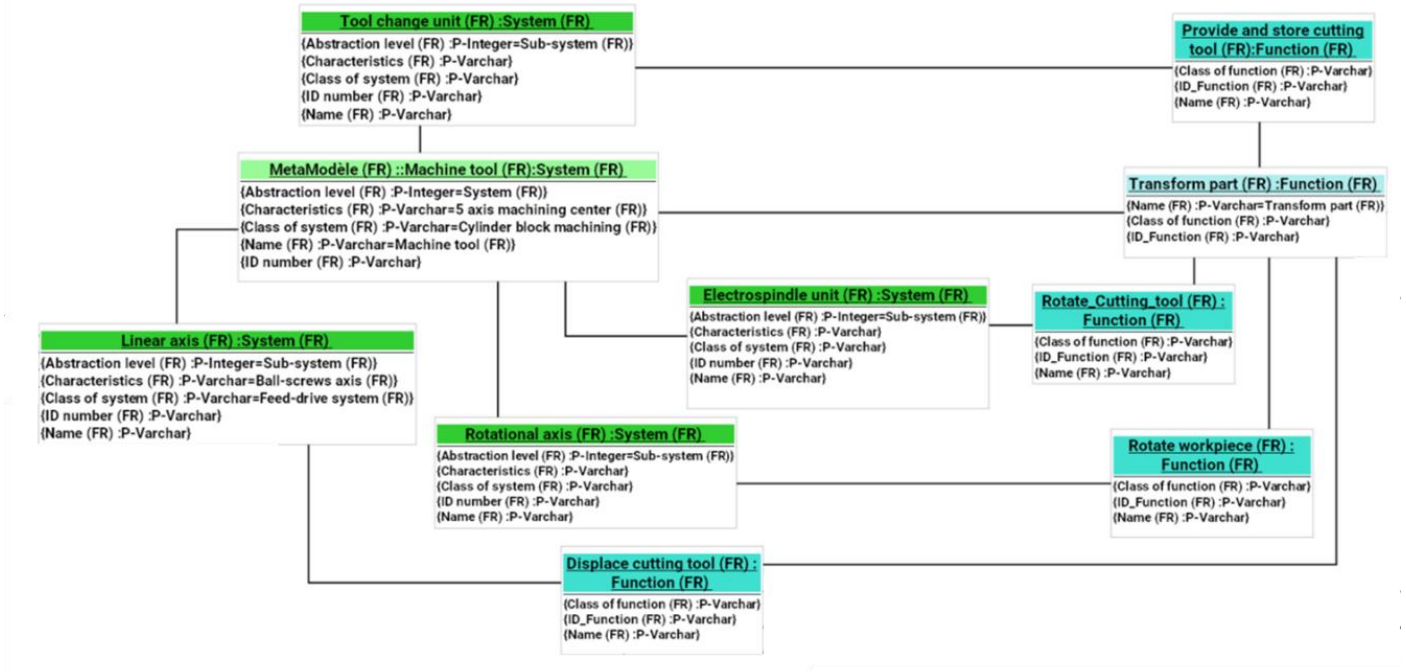 Tool change unit (FR) :System (FR)
{Abstraction level (FR) :P-Integer=Sub-system (FR)}
{Characteristics (FR) :P-Varchar}
{Class of system (FR) :P-Varchar}
{ID number (FR) :P-Varchar}
{Name (FR) :P-Varchar}
Provide and store cutting
tool (FR):Function (FR)
{Class of function (FR) :P-Varchar}
{ID_Function (FR) :P-Varchar}
{Name (FR) :P-Varchar}
MetaModèle (FR) ::Machine tool (FR):System (FR)
{Abstraction level (FR) :P-Integer=System (FR)}
{Characteristics (FR) :P-Varchar=5 axis machining center (FR)}
{Class of system (FR) :P-Varchar=Cylinder block machining (FR)}
{Name (FR) :P-Varchar=Machine tool (FR)}
{ID number (FR) :P-Varchar}
Transform part (FR) :Function (FR)
{Name (FR) :P-Varchar=Transform part (FR)}
{Class of function (FR) :P-Varchar}
{ID_Function (FR) :P-Varchar}
Electrospindle unit (FR) :System (FR)
{Abstraction level (FR) :P-Integer=Sub-system (FR)}
{Characteristics (FR) :P-Varchar}
{Class of system (FR) :P-Varchar}
{ID number (FR) :P-Varchar}
{Name (FR) :P-Varchar}
Rotate_Cutting_tool (FR) :
Function (FR)
{Class of function (FR) :P-Varchar}
{ID_Function (FR) :P-Varchar}
{Name (FR) :P-Varchar}
Linear axis (FR) :System (FR)
{Abstraction level (FR) :P-Integer=Sub-system (FR)}
{Characteristics (FR) :P-Varchar=Ball-screws axis (FR)}
{Class of system (FR) :P-Varchar=Feed-drive system (FR)}
{ID number (FR) :P-Varchar}
{Name (FR) :P-Varchar}
Rotational axis (FR) :System (FR)
{Abstraction level (FR) :P-Integer=Sub-system (FR)}
{Characteristics (FR) :P-Varchar}
{Class of system (FR) :P-Varchar}
{ID number (FR) :P-Varchar}
{Name (FR) :P-Varchar}
Rotate workpiece (FR) :
Function (FR)
{Class of function (FR) :P-Varchar}
{ID_Function (FR) :P-Varchar}
{Name (FR) :P-Varchar}
Displace cutting tool (FR) :
Function (FR)
{Class of function (FR) :P-Varchar}
{ID_Function (FR) :P-Varchar}
{Name (FR) :P-Varchar}